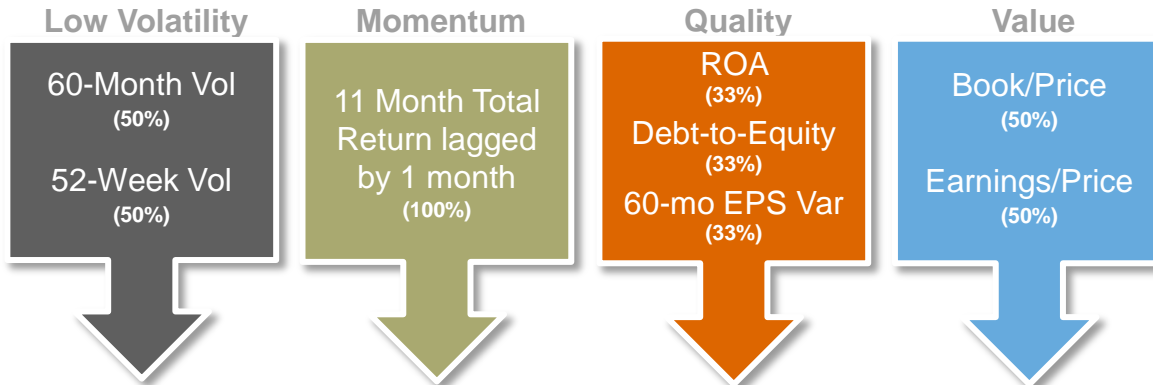 Low Volatility
60-Month Vol
(50%)
52-Week Vol
(50%)
Momentum
11 Month Total
Return lagged
by 1 month
(100%)
Quality
ROA
(33%)
Debt-to-Equity
(33%)
60-mo EPS Var
(33%)
Value
Book/Price
(50%)
Earnings/Price
(50%)